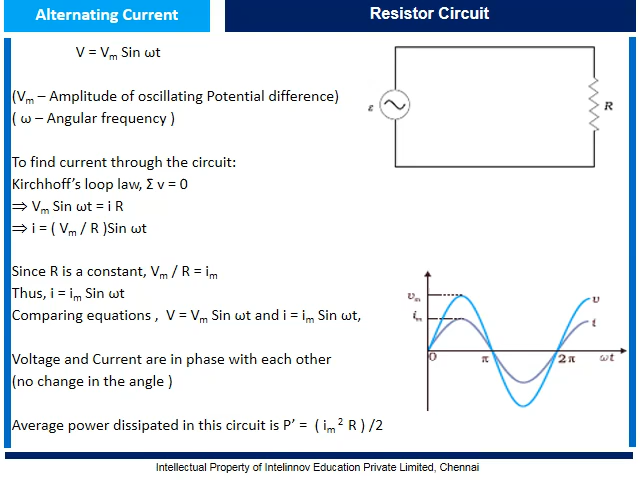 Alternating Current
Resistor Circuit
V = Vm Sin ωt
(Vm – Amplitude of oscillating Potential difference)
( ω – Angular frequency )
To find current through the circuit:
Kirchhoff's loop law, Σ v = 0
⇒ Vm Sin ωt = i R
⇒ i = ( Vm / R )Sin ωt
Since R is a constant, Vm / R = im
Thus, i = im Sin ωt
Comparing equations , V = Vm Sin ωt and i = im Sin ωt,
Voltage and Current are in phase with each other
(no change in the angle )
Average power dissipated in this circuit is P' = ( im² R ) /2
ε
R
υm
im
υ
i
0
π
2π
ωt
Intellectual Property of Intelinnov Education Private Limited, Chennai